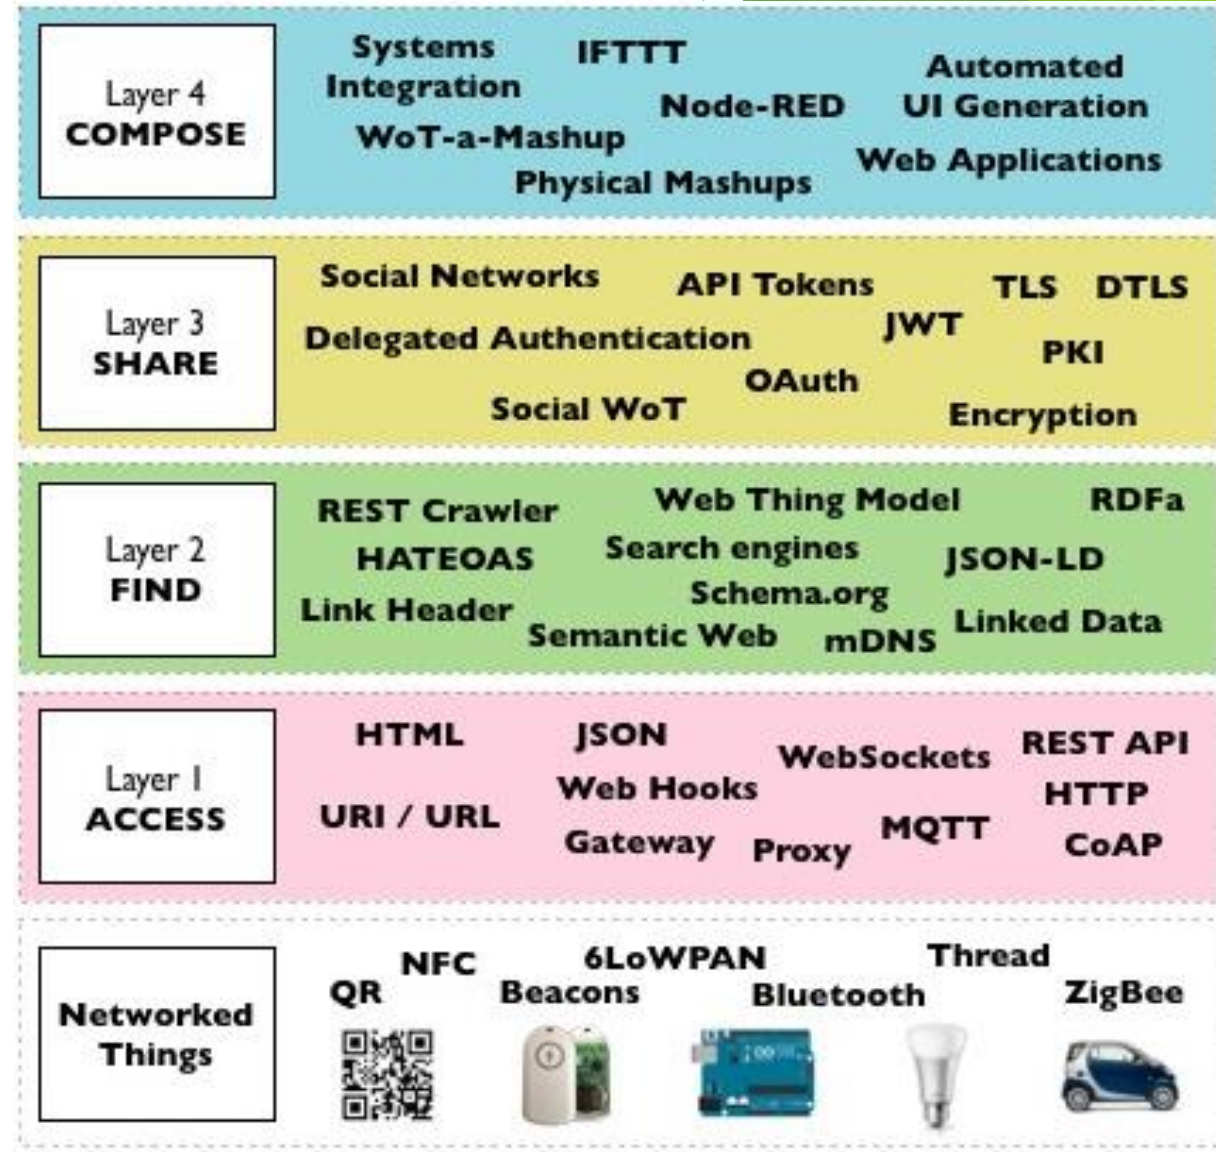 Layer 4
COMPOSE
Systems
Integration
IFTTT
Node-RED
Automated
UI Generation
WoT-a-Mashup
Web Applications
Physical Mashups
Layer 3
SHARE
Social Networks
API Tokens
TLS
DTLS
Delegated Authentication
JWT
PKI
OAuth
Social WoT
Encryption
Layer 2
FIND
REST Crawler
Web Thing Model
RDFa
HATEOAS
Search engines
JSON-LD
Schema.org
Link Header
Linked Data
Semantic Web
mDNS
Layer 1
ACCESS
HTML
JSON
WebSockets
REST API
Web Hooks
HTTP
URI / URL
MQTT
Gateway
Proxy
CoAP
Networked
Things
NFC
6LoWPAN
Thread
QR
Beacons
Bluetooth
ZigBee